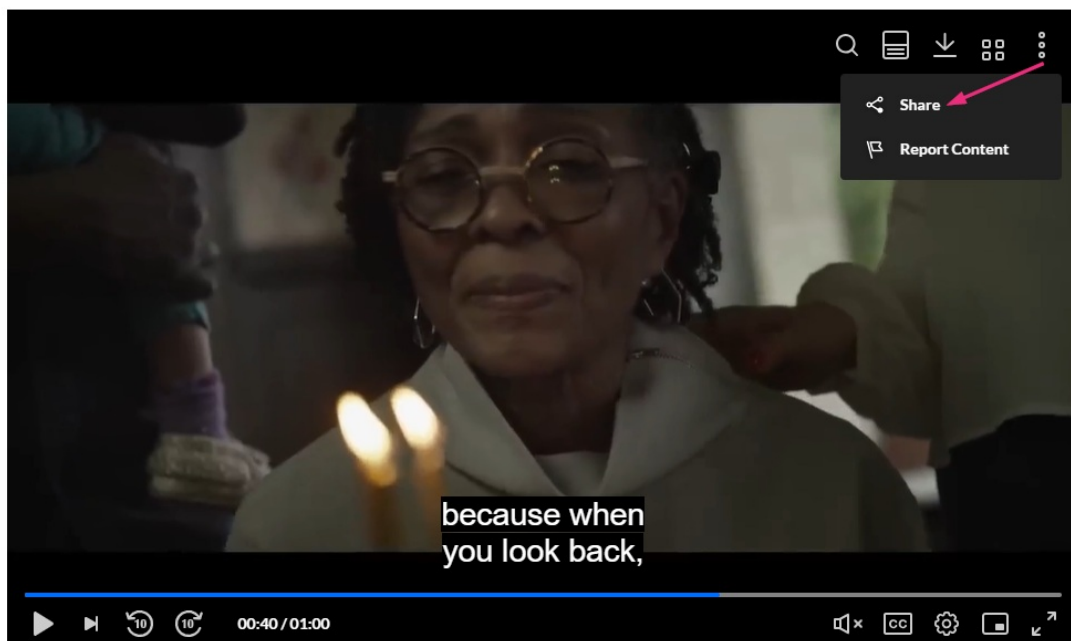 Share
Report Content
because when
you look back,
10
10
00:40 / 01:00
CC